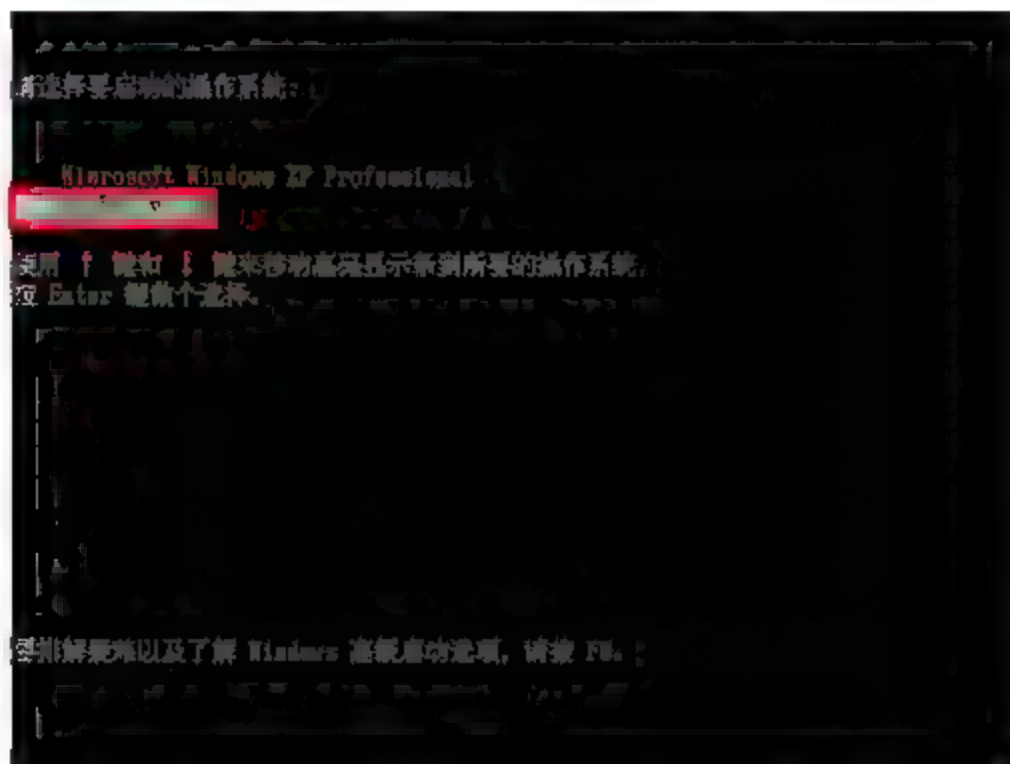 请选择要启动的操作系统:
Microsoft Windows XP Professional
使用 ↑ 键和 ↓ 键来移动高亮显示条到所要的操作系统,
按 Enter 键做个选择。
要排解疑难以及了解 Windows 高级启动选项, 请按 F8。